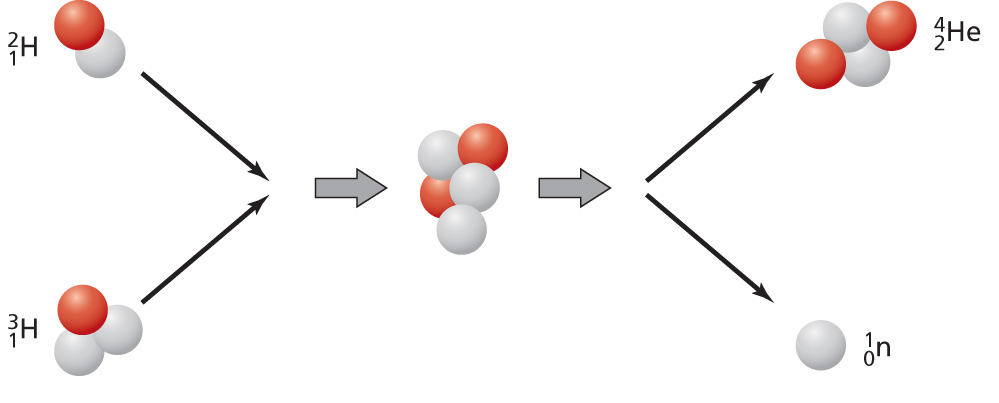 ²₁H
³₁H
⁴₂He
¹₀n